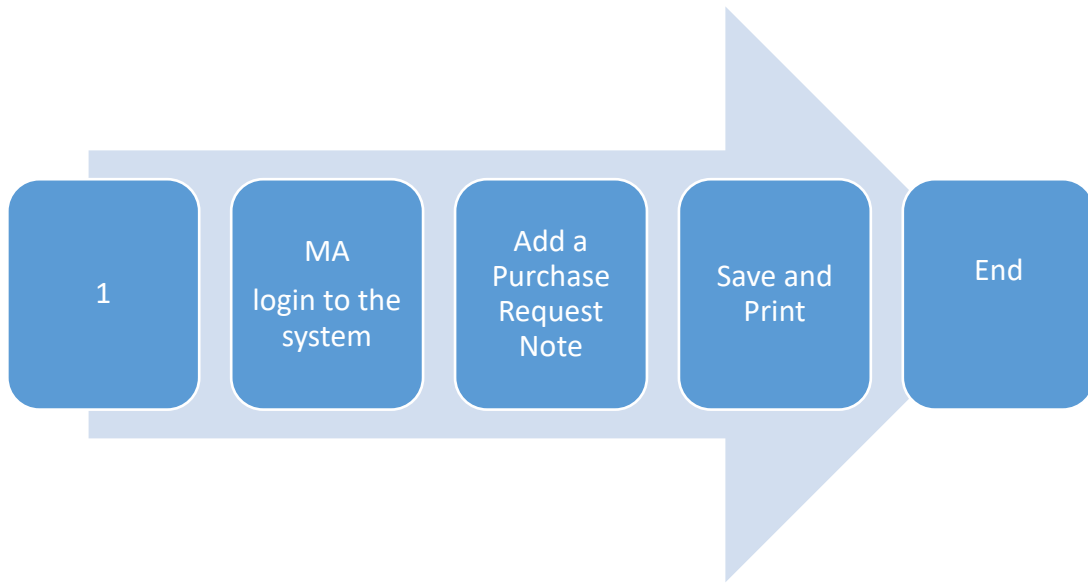 1
MA
login to the
system
Add a
Purchase
Request
Note
Save and
Print
End